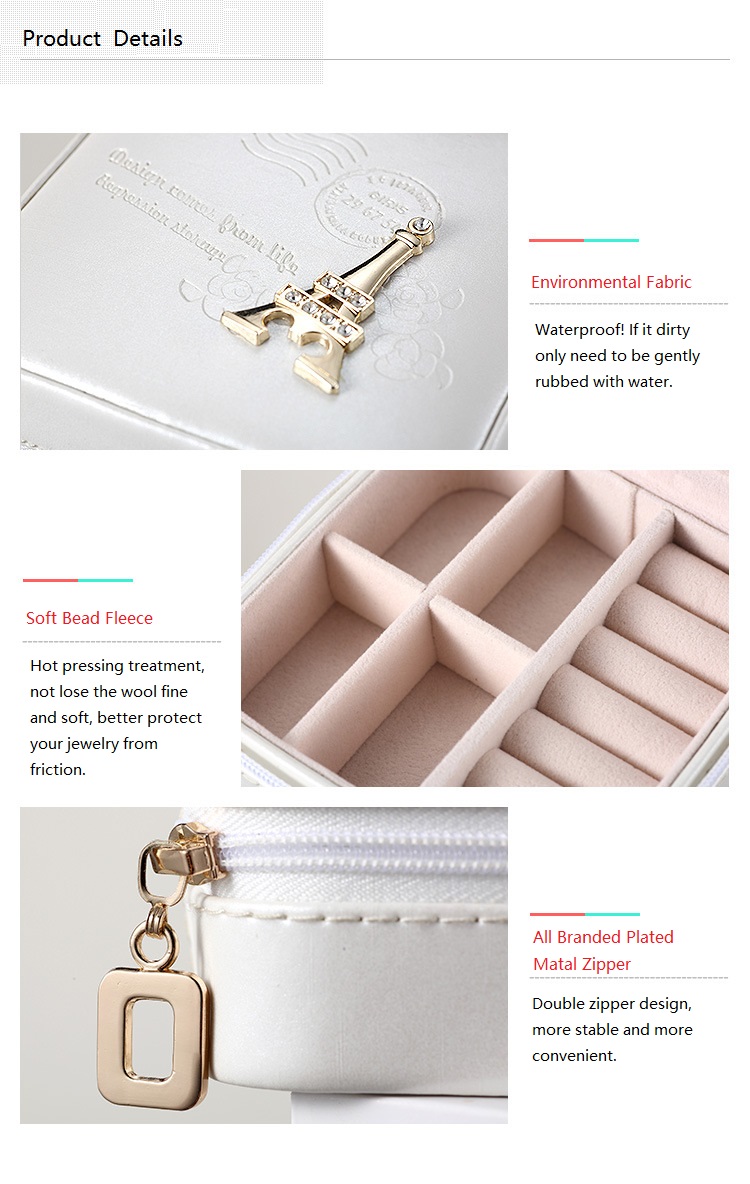 Product Details
Design comes from life
Regression storage
Environmental Fabric
Waterproof! If it dirty
only need to be gently
rubbed with water.
Soft Bead Fleece
Hot pressing treatment,
not lose the wool fine
and soft, better protect
your jewelry from
friction.
All Branded Plated
Matal Zipper
Double zipper design,
more stable and more
convenient.